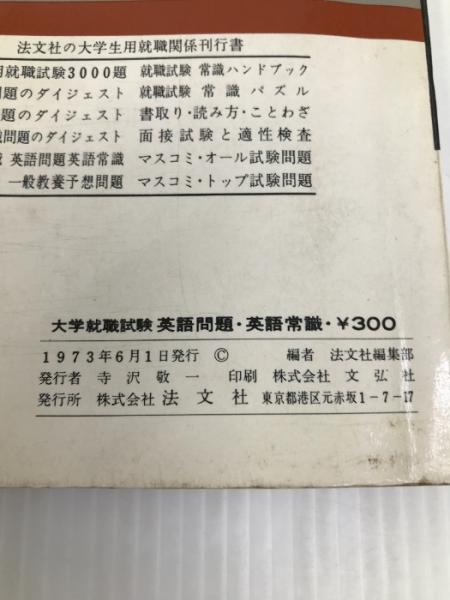 法文社の大学生用就職関係刊行書
用就職試験3000題 就職試験 常識ハンドブック
問題のダイジェスト 就職試験 常識パズル
題のダイジェスト 書取り・読み方・ことわざ
問題のダイジェスト 面接試験と適性検査
英語問題英語常識 マスコミ・オール試験問題
一般教養予想問題 マスコミ・トップ試験問題
大学就職試験 英語問題・英語常識・¥300
1973年6月1日発行 © 編者 法文社編集部
発行者 寺沢敬一 印刷 株式会社 文弘社
発行所 株式会社 法文社 東京都港区元赤坂1-7-17